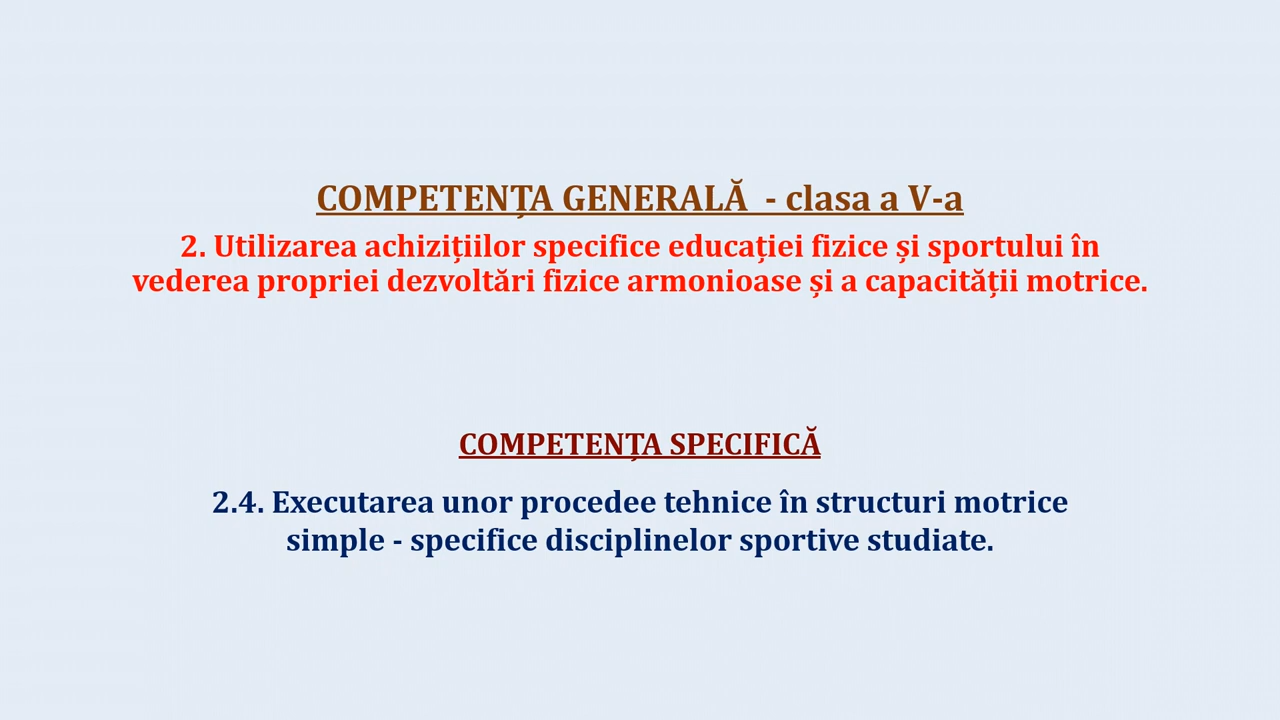 COMPETENȚA GENERALĂ - clasa a V-a
2. Utilizarea achizițiilor specifice educației fizice și sportului în
vederea propriei dezvoltări fizice armonioase și a capacității motrice.
COMPETENȚA SPECIFICĂ
2.4. Executarea unor procedee tehnice în structuri motrice
simple - specifice disciplinelor sportive studiate.